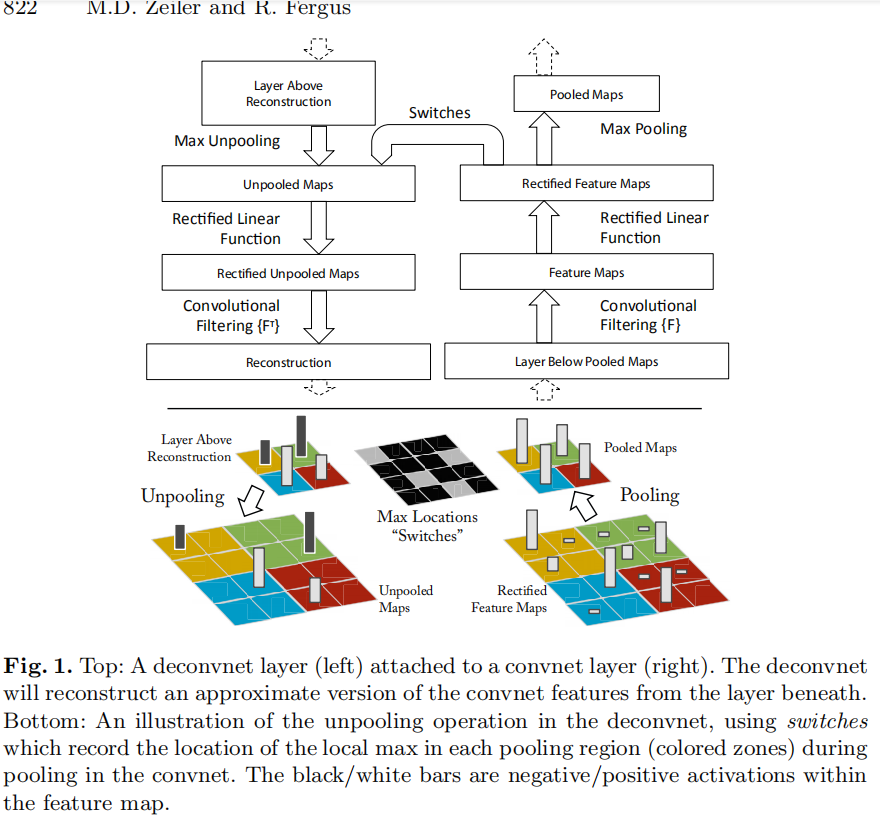 822 M.D. Zeiler and R. Fergus
Layer Above
Reconstruction
Max Unpooling
Unpooled Maps
Rectified Linear
Function
Rectified Unpooled Maps
Convolutional
Filtering {Fᵀ}
Reconstruction
Switches
Pooled Maps
Max Pooling
Rectified Feature Maps
Rectified Linear
Function
Feature Maps
Convolutional
Filtering {F}
Layer Below Pooled Maps
Layer Above
Reconstruction
Unpooling
Unpooled
Maps
Max Locations
“Switches”
Pooled Maps
Pooling
Rectified
Feature Maps
Fig. 1. Top: A deconvnet layer (left) attached to a convnet layer (right). The deconvnet
will reconstruct an approximate version of the convnet features from the layer beneath.
Bottom: An illustration of the unpooling operation in the deconvnet, using switches
which record the location of the local max in each pooling region (colored zones) during
pooling in the convnet. The black/white bars are negative/positive activations within
the feature map.